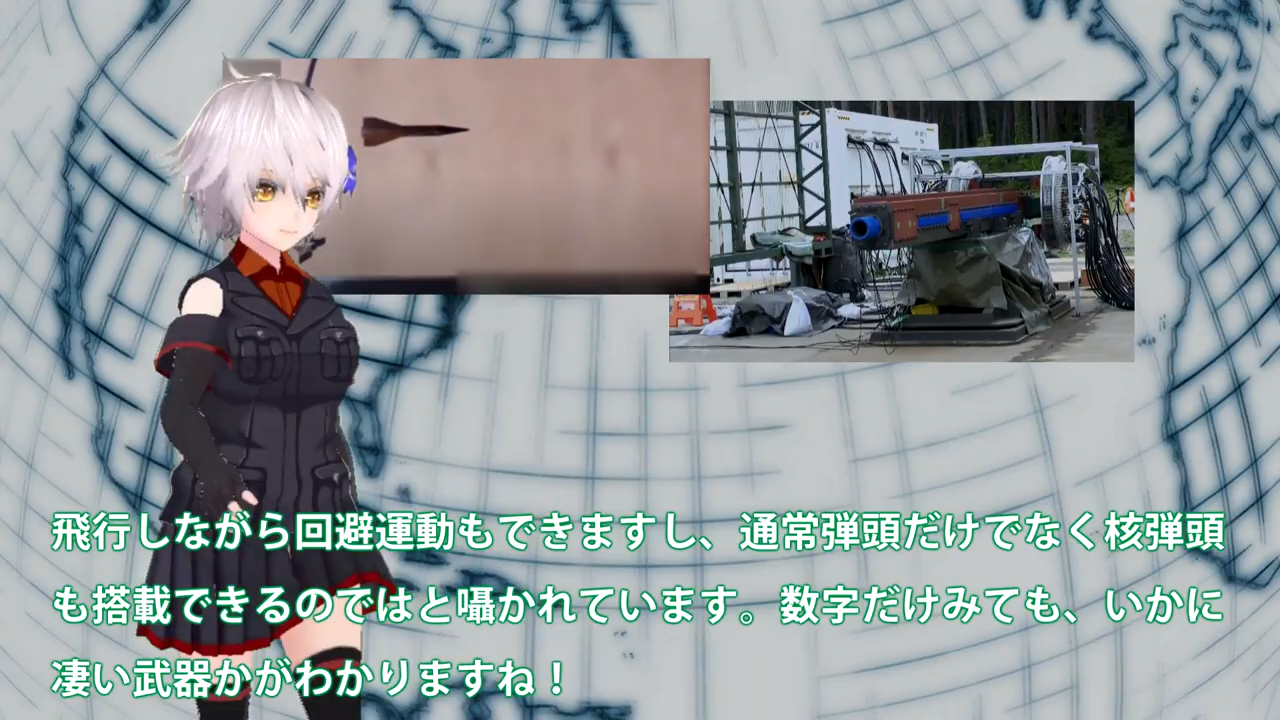 飛行しながら回避運動もできますし、通常弾頭だけでなく核弾頭
も搭載できるのではと囁かれています。数字だけみても、いかに
凄い武器かがわかりますね！